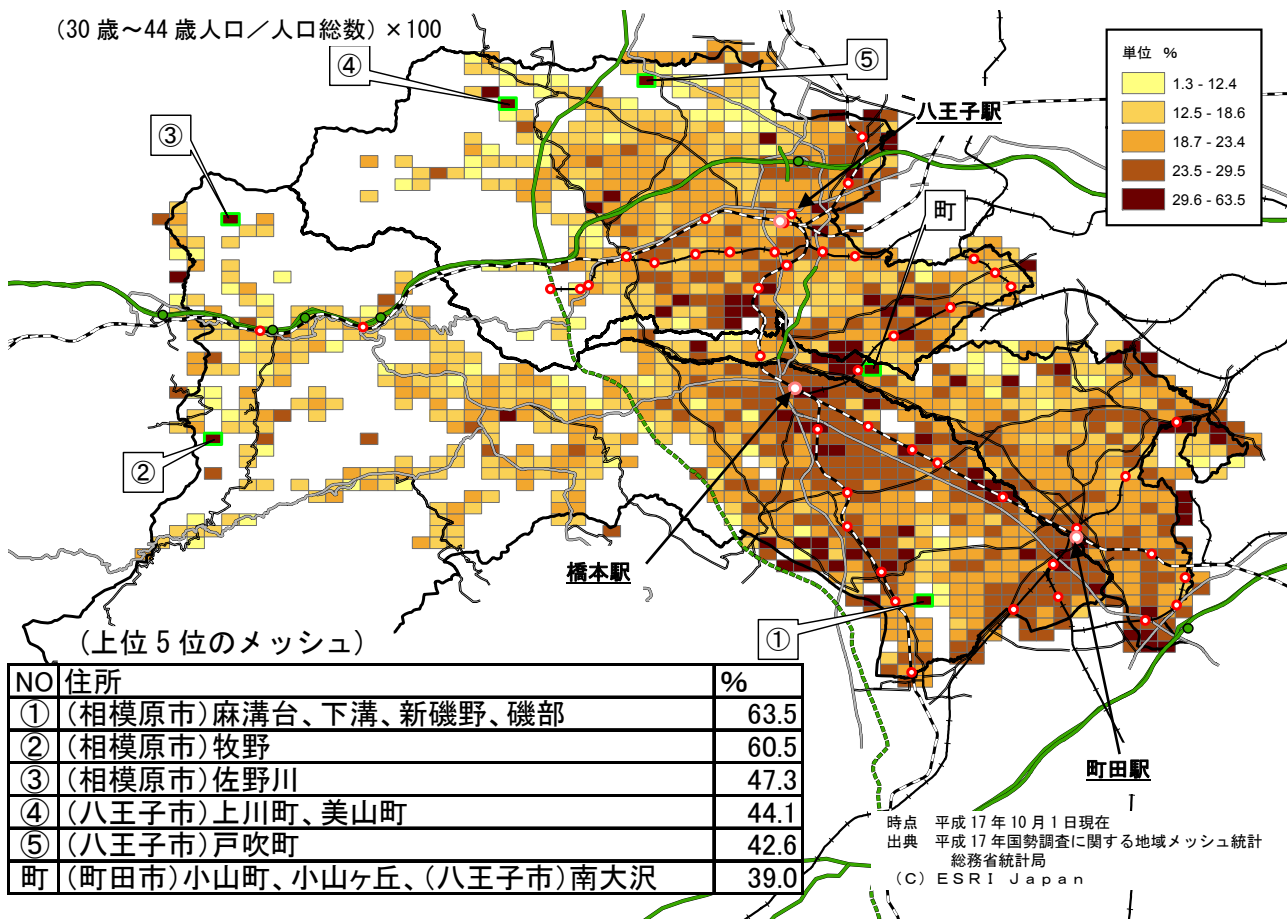 (30歳～44歳人口／人口総数)×100
④
⑤
③
八王子駅
町
単位 %
1.3 - 12.4
12.5 - 18.6
18.7 - 23.4
23.5 - 29.5
29.6 - 63.5
②
橋本駅
①
町田駅
(上位5位のメッシュ)
NO 住所 %
① (相模原市)麻溝台、下溝、新磯野、磯部 63.5
② (相模原市)牧野 60.5
③ (相模原市)佐野川 47.3
④ (八王子市)上川町、美山町 44.1
⑤ (八王子市)戸吹町 42.6
町 (町田市)小山町、小山ヶ丘、(八王子市)南大沢 39.0
時点 平成17年10月1日現在
出典 平成17年国勢調査に関する地域メッシュ統計
総務省統計局
(C) ESRI Japan